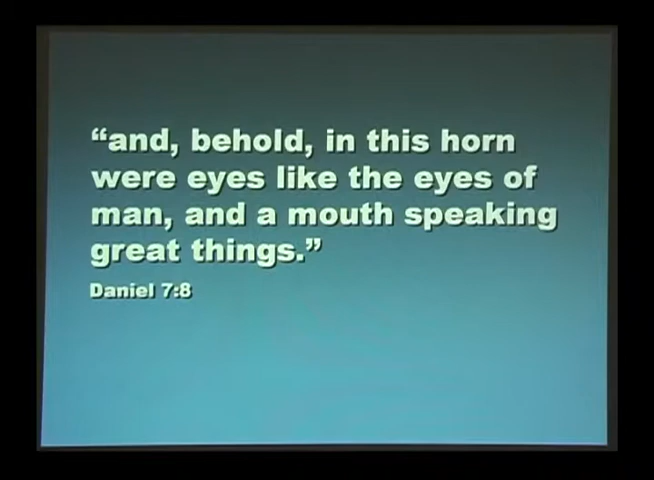 “and, behold, in this horn
were eyes like the eyes of
man, and a mouth speaking
great things.”
Daniel 7:8